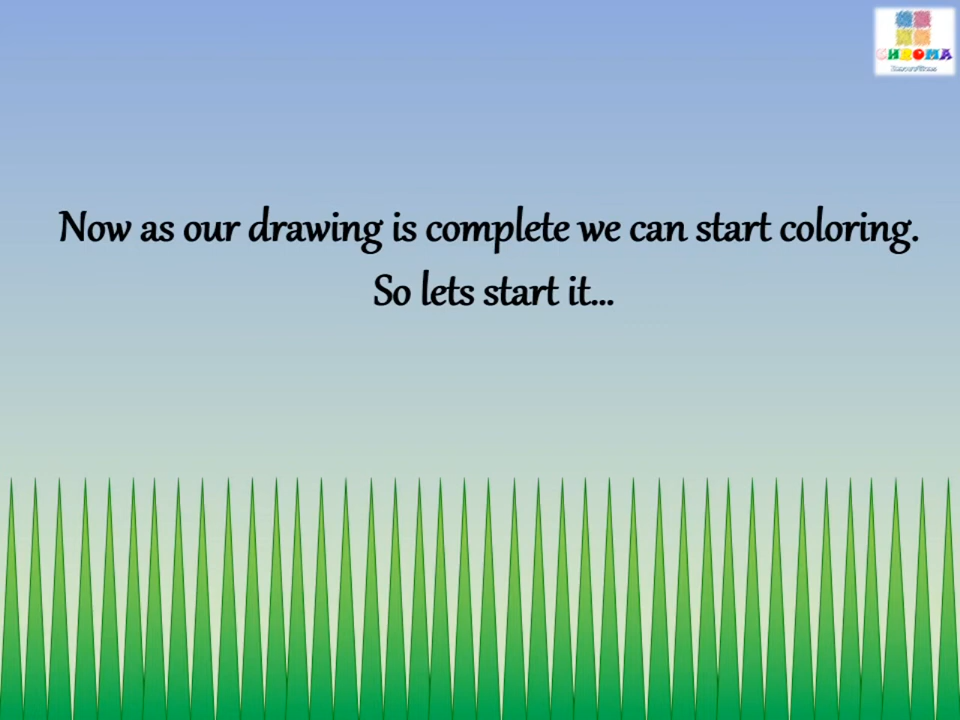 CHROMA
Now as our drawing is complete we can start coloring.
So lets start it...